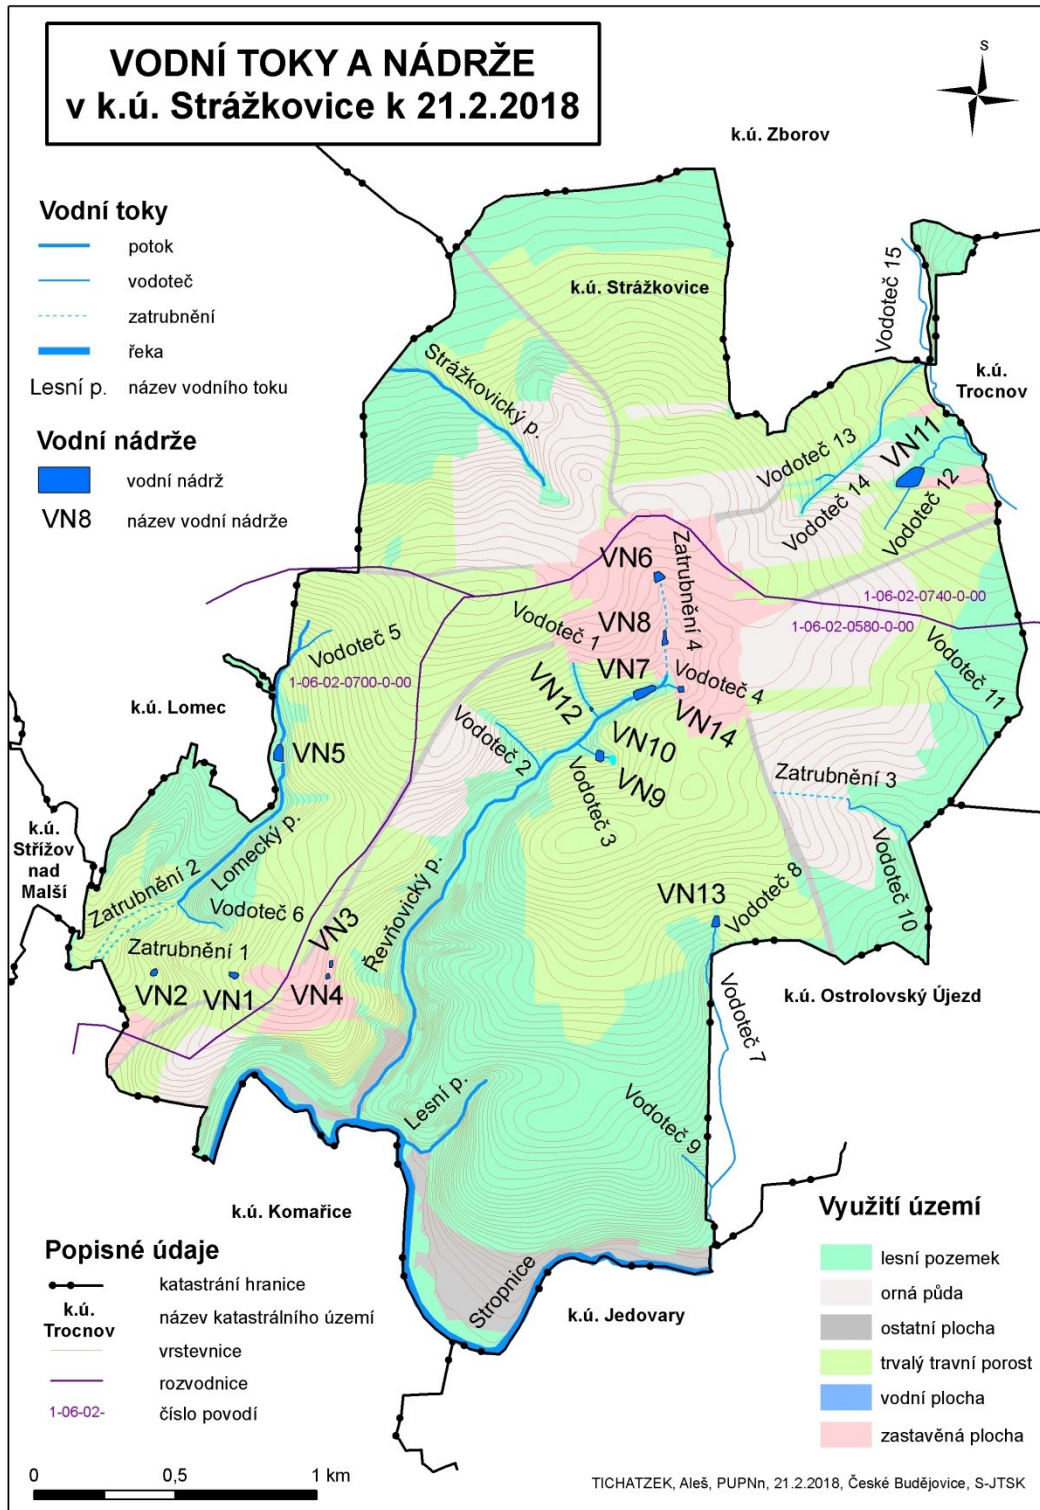 VODNÍ TOKY A NÁDRŽE
v k.ú. Strážkovice k 21.2.2018
S
k.ú. Zborov
Vodní toky
potok
vodoteč
zatrubnění
řeka
Lesní p. název vodního toku
Vodní nádrže
vodní nádrž
VN8 název vodní nádrže
k.ú. Strážkovice
Vodoteč 15
k.ú.
Trocnov
Strážkovický p.
VN11
Vodoteč 13
Vodoteč 14
Vodoteč 12
VN6
Zatrubnění 4
1-06-02-0740-0-00
1-06-02-0580-0-00
VN8
Vodoteč 1
Vodoteč 5
1-06-02-0700-0-00
VN7
Vodoteč 4
Vodoteč 11
k.ú. Lomec
VN12
VN14
VN5
Vodoteč 2
VN10
VN9
Vodoteč 3
Zatrubnění 3
k.ú.
Střížov
nad
Malší
Lomecký p.
Zatrubnění 2
Vodoteč 6
VN13
Vodoteč 8
Vodoteč 10
Řevňovický p.
VN3
Zatrubnění 1
VN2
VN1
VN4
k.ú. Ostrolovský Újezd
Vodoteč 7
Lesní p.
Vodoteč 9
k.ú. Komařice
Stropnice
k.ú. Jedovary
Popisné údaje
katastrání hranice
k.ú.
Trocnov
název katastrálního území
vrstevnice
rozvodnice
1-06-02- číslo povodí
0 0,5 1 km
Využití území
lesní pozemek
orná půda
ostatní plocha
trvalý travní porost
vodní plocha
zastavěná plocha
TICHATZEK, Aleš, PUPNn, 21.2.2018, České Budějovice, S-JTSK